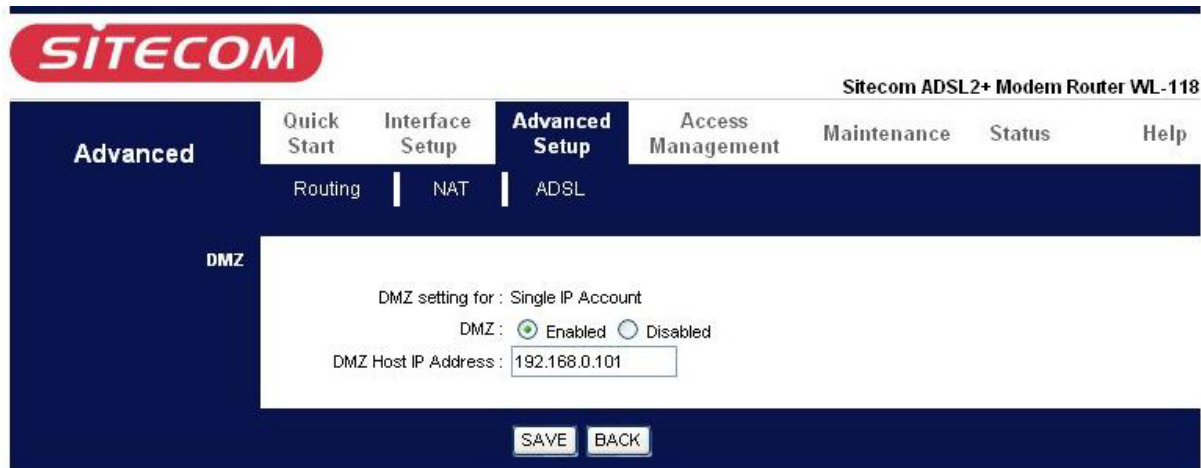 SITECOM
Sitecom ADSL2+ Modem Router WL-118
Advanced
Quick Start
Interface Setup
Advanced Setup
Access Management
Maintenance
Status
Help
Routing
NAT
ADSL
DMZ
DMZ setting for : Single IP Account
DMZ : Enabled Disabled
DMZ Host IP Address : 192.168.0.101
SAVE BACK